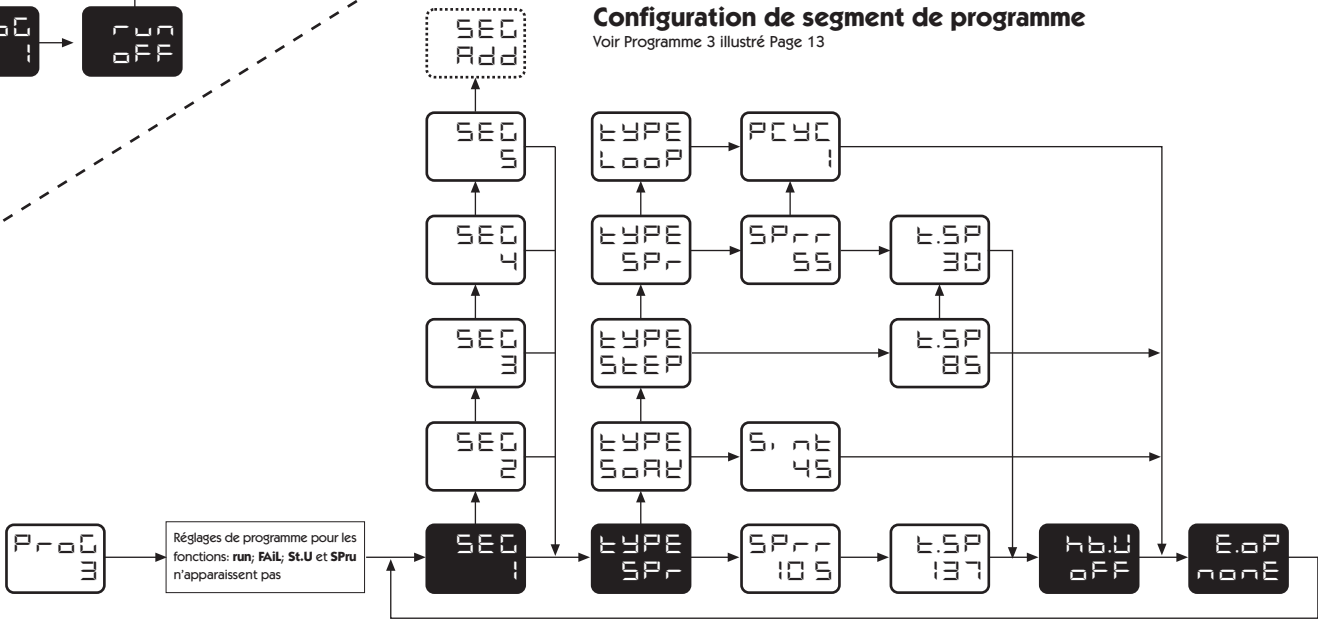 Configuration de segment de programme
Voir Programme 3 illustré Page 13
1
run
oFF
SEG
Add
SEG
5
tYPE
LooP
PCYC
1
SEG
4
tYPE
SPr
SPrr
55
t.SP
30
SEG
3
tYPE
StEP
t.SP
85
SEG
2
tYPE
SoAK
S.int
45
ProG
3
Réglages de programme pour les
fonctions: run; FAiL; St.U et SPru
n'apparaissent pas
SEG
1
tYPE
SPr
SPrr
10 5
t.SP
137
hb.U
oFF
E.oP
nonE